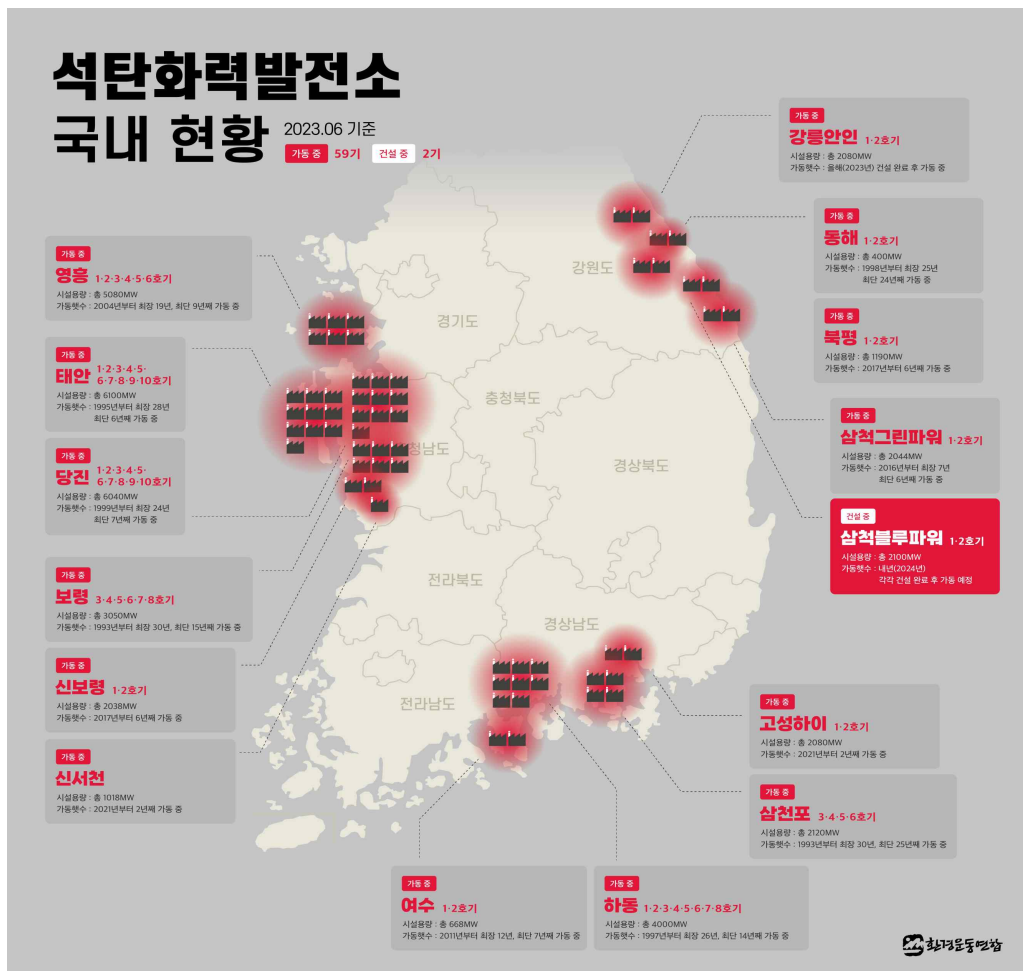 석탄화력발전소
국내 현황 2023.06 기준
가동 중 59기 건설 중 2기
가동 중
영흥 1·2·3·4·5·6호기
시설용량 : 총 5080MW
가동햇수 : 2004년부터 최장 19년, 최단 9년째 가동 중
가동 중
태안 1·2·3·4·5·
6·7·8·9·10호기
시설용량 : 총 6100MW
가동햇수 : 1995년부터 최장 28년
최단 6년째 가동 중
가동 중
당진 1·2·3·4·5·
6·7·8·9·10호기
시설용량 : 총 6040MW
가동햇수 : 1999년부터 최장 24년
최단 7년째 가동 중
가동 중
보령 3·4·5·6·7·8호기
시설용량 : 총 3050MW
가동햇수 : 1993년부터 최장 30년, 최단 15년째 가동 중
가동 중
신보령 1·2호기
시설용량 : 총 2038MW
가동햇수 : 2017년부터 6년째 가동 중
가동 중
신서천
시설용량 : 총 1018MW
가동햇수 : 2021년부터 2년째 가동 중
강원도
경기도
충청북도
청남도
경상북도
전라북도
경상남도
전라남도
가동 중
강릉안인 1·2호기
시설용량 : 총 2080MW
가동햇수 : 올해(2023년) 건설 완료 후 가동 중
가동 중
동해 1·2호기
시설용량 : 총 400MW
가동햇수 : 1998년부터 최장 25년
최단 24년째 가동 중
가동 중
북평 1·2호기
시설용량 : 총 1190MW
가동햇수 : 2017년부터 6년째 가동 중
가동 중
삼척그린파워 1·2호기
시설용량 : 총 2044MW
가동햇수 : 2016년부터 최장 7년
최단 6년째 가동 중
건설 중
삼척블루파워 1·2호기
시설용량 : 총 2100MW
가동햇수 : 내년(2024년)
각각 건설 완료 후 가동 예정
가동 중
고성하이 1·2호기
시설용량 : 총 2080MW
가동햇수 : 2021년부터 2년째 가동 중
가동 중
삼천포 3·4·5·6호기
시설용량 : 총 2120MW
가동햇수 : 1993년부터 최장 30년, 최단 25년째 가동 중
가동 중
여수 1·2호기
시설용량 : 총 668MW
가동햇수 : 2011년부터 최장 12년, 최단 7년째 가동 중
가동 중
하동 1·2·3·4·5·6·7·8호기
시설용량 : 총 4000MW
가동햇수 : 1997년부터 최장 26년, 최단 14년째 가동 중
환경운동연합